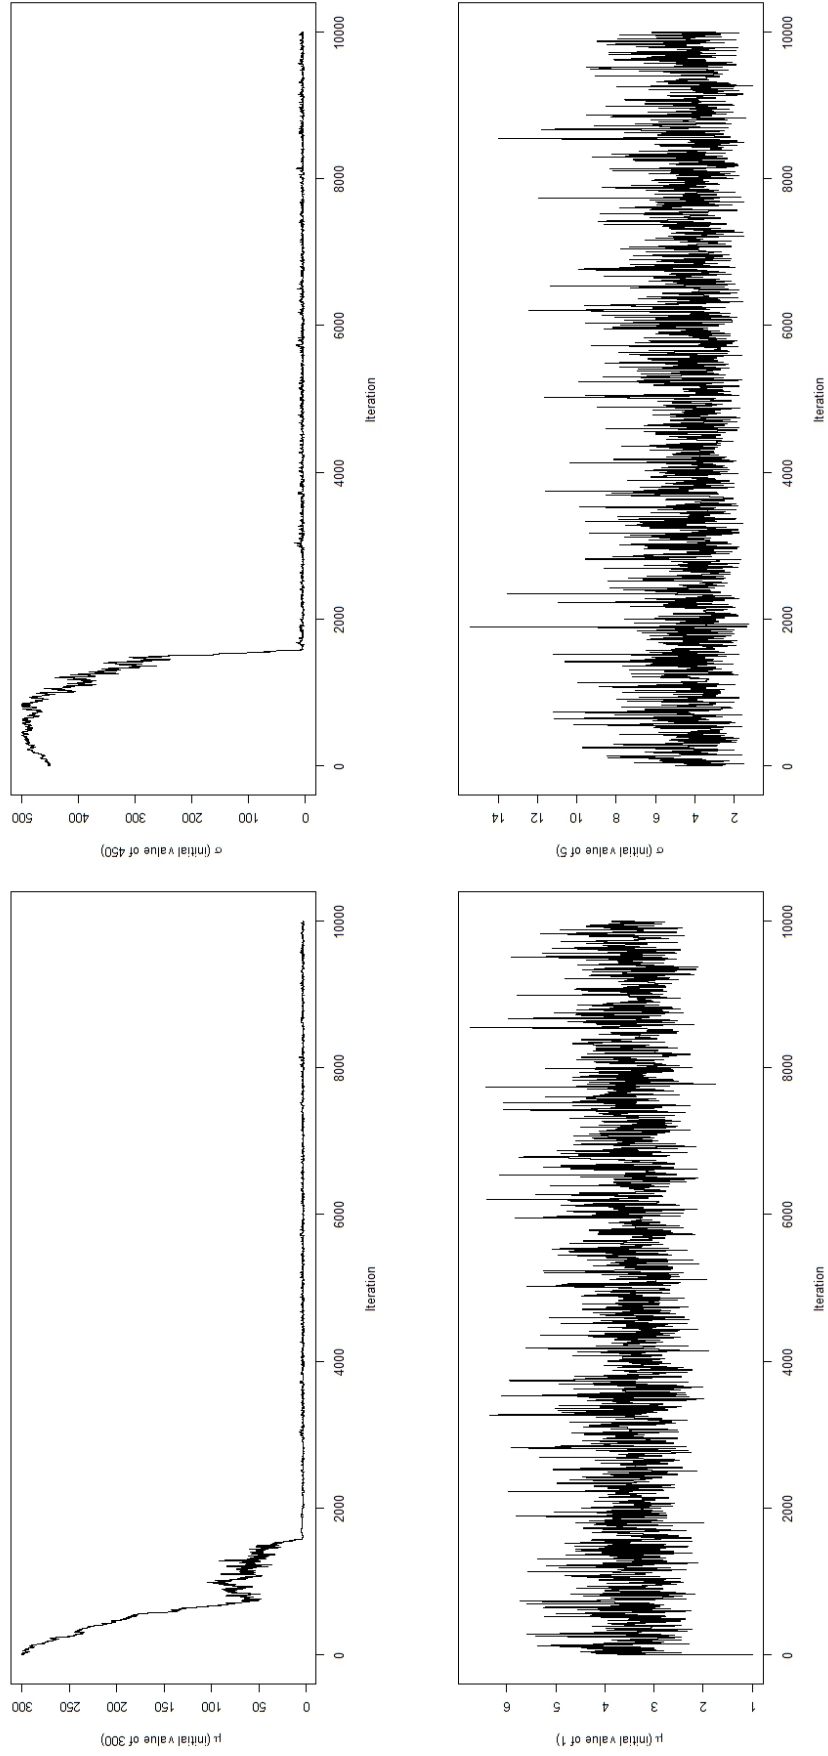 μ (initial value of 300)
0 50 100 150 200 250 300
0 2000 4000 6000 8000 10000
Iteration
σ (initial value of 450)
0 100 200 300 400 500
0 2000 4000 6000 8000 10000
Iteration
μ (initial value of 1)
1 2 3 4 5 6
0 2000 4000 6000 8000 10000
Iteration
σ (initial value of 5)
2 4 6 8 10 12 14
0 2000 4000 6000 8000 10000
Iteration